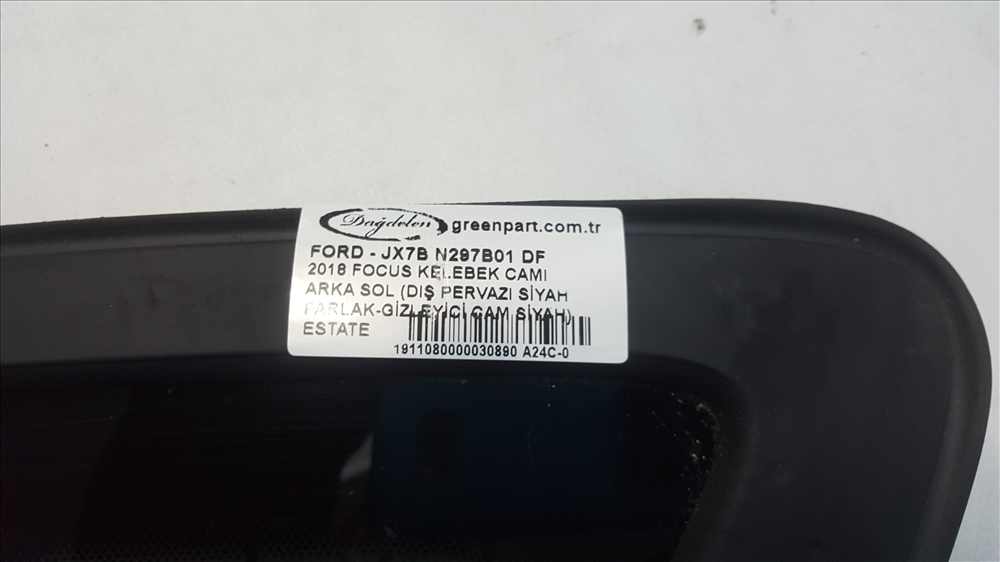 Dağdelen greenpart.com.tr
FORD - JX7B N297B01 DF
2018 FOCUS KELEBEK CAMI
ARKA SOL (DIŞ PERVAZI SİYAH
PARLAK-GİZLEYİCİ CAM SİYAH)
ESTATE
1911080000030890 A24C-0